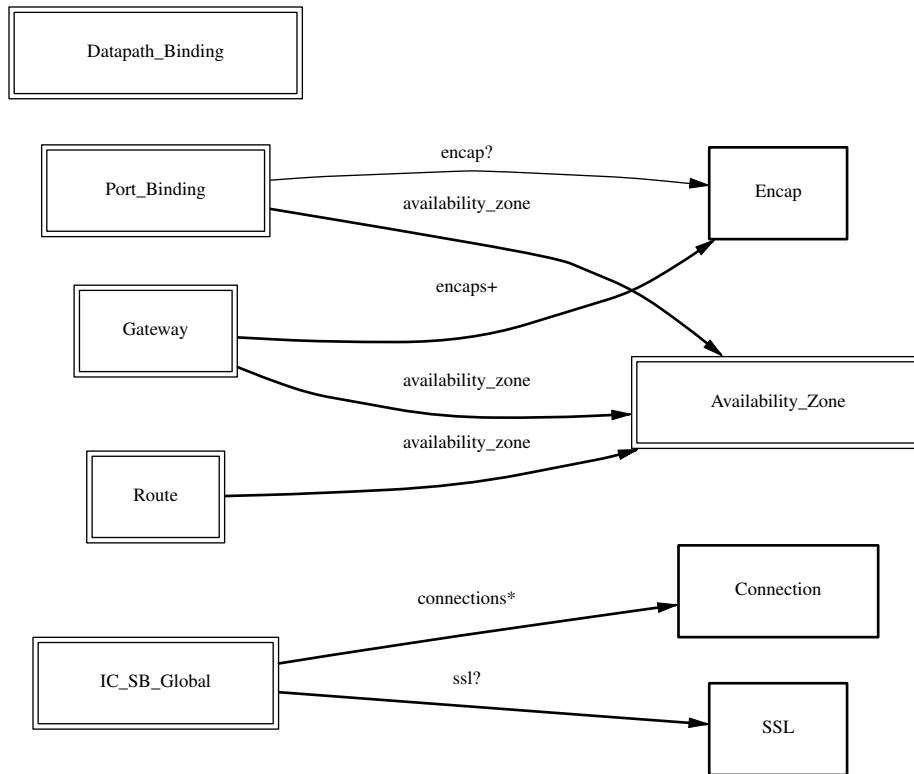 Datapath_Binding
Port_Binding
encap?
Encap
availability_zone
encaps+
Gateway
availability_zone
Availability_Zone
availability_zone
Route
connections*
Connection
IC_SB_Global
ssl?
SSL